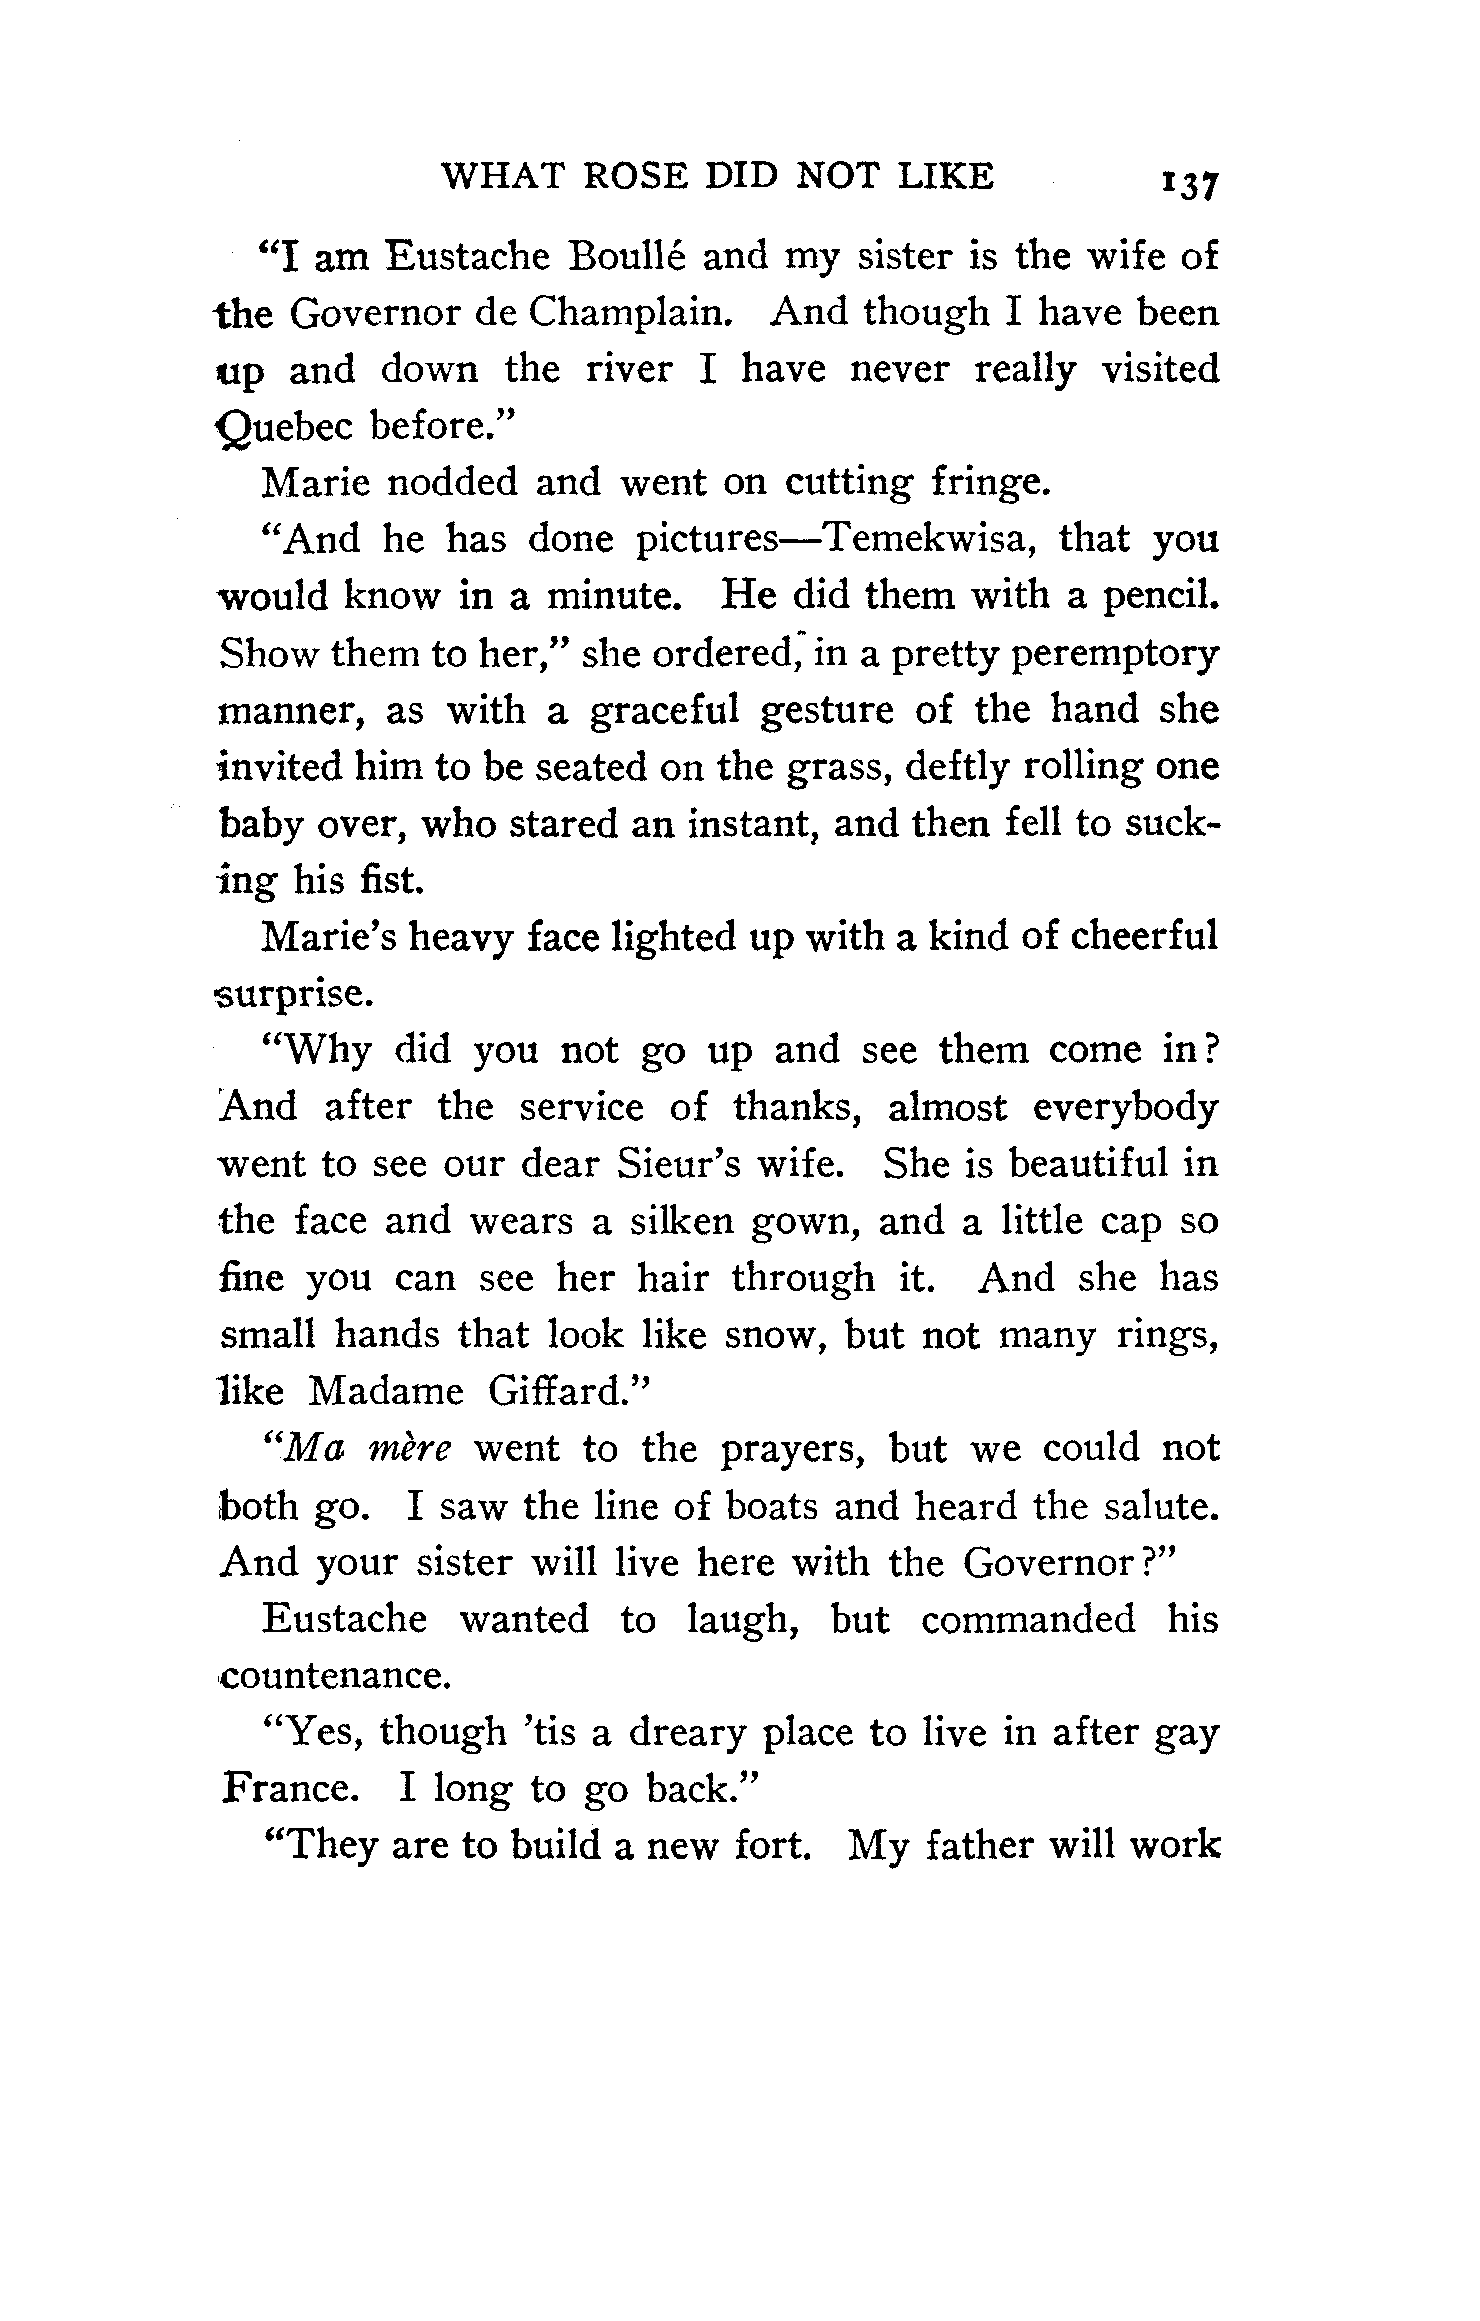 WHAT ROSE DID NOT LIKE 137
“I am Eustache Boullé and my sister is the wife of
the Governor de Champlain. And though I have been
up and down the river I have never really visited
Quebec before.”
Marie nodded and went on cutting fringe.
“And he has done pictures—Temekwisa, that you
would know in a minute. He did them with a pencil.
Show them to her,” she ordered, in a pretty peremptory
manner, as with a graceful gesture of the hand she
invited him to be seated on the grass, deftly rolling one
baby over, who stared an instant, and then fell to suck-
ing his fist.
Marie’s heavy face lighted up with a kind of cheerful
surprise.
“Why did you not go up and see them come in?
And after the service of thanks, almost everybody
went to see our dear Sieur’s wife. She is beautiful in
the face and wears a silken gown, and a little cap so
fine you can see her hair through it. And she has
small hands that look like snow, but not many rings,
like Madame Giffard.”
“Ma mère went to the prayers, but we could not
both go. I saw the line of boats and heard the salute.
And your sister will live here with the Governor?”
Eustache wanted to laugh, but commanded his
countenance.
“Yes, though ’tis a dreary place to live in after gay
France. I long to go back.”
“They are to build a new fort. My father will work